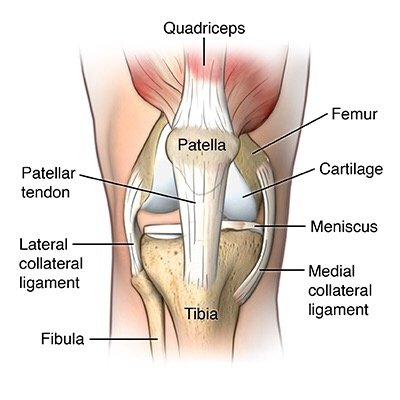 Quadriceps
Femur
Patella
Cartilage
Patellar
tendon
Meniscus
Lateral
collateral
ligament
Medial
collateral
ligament
Tibia
Fibula